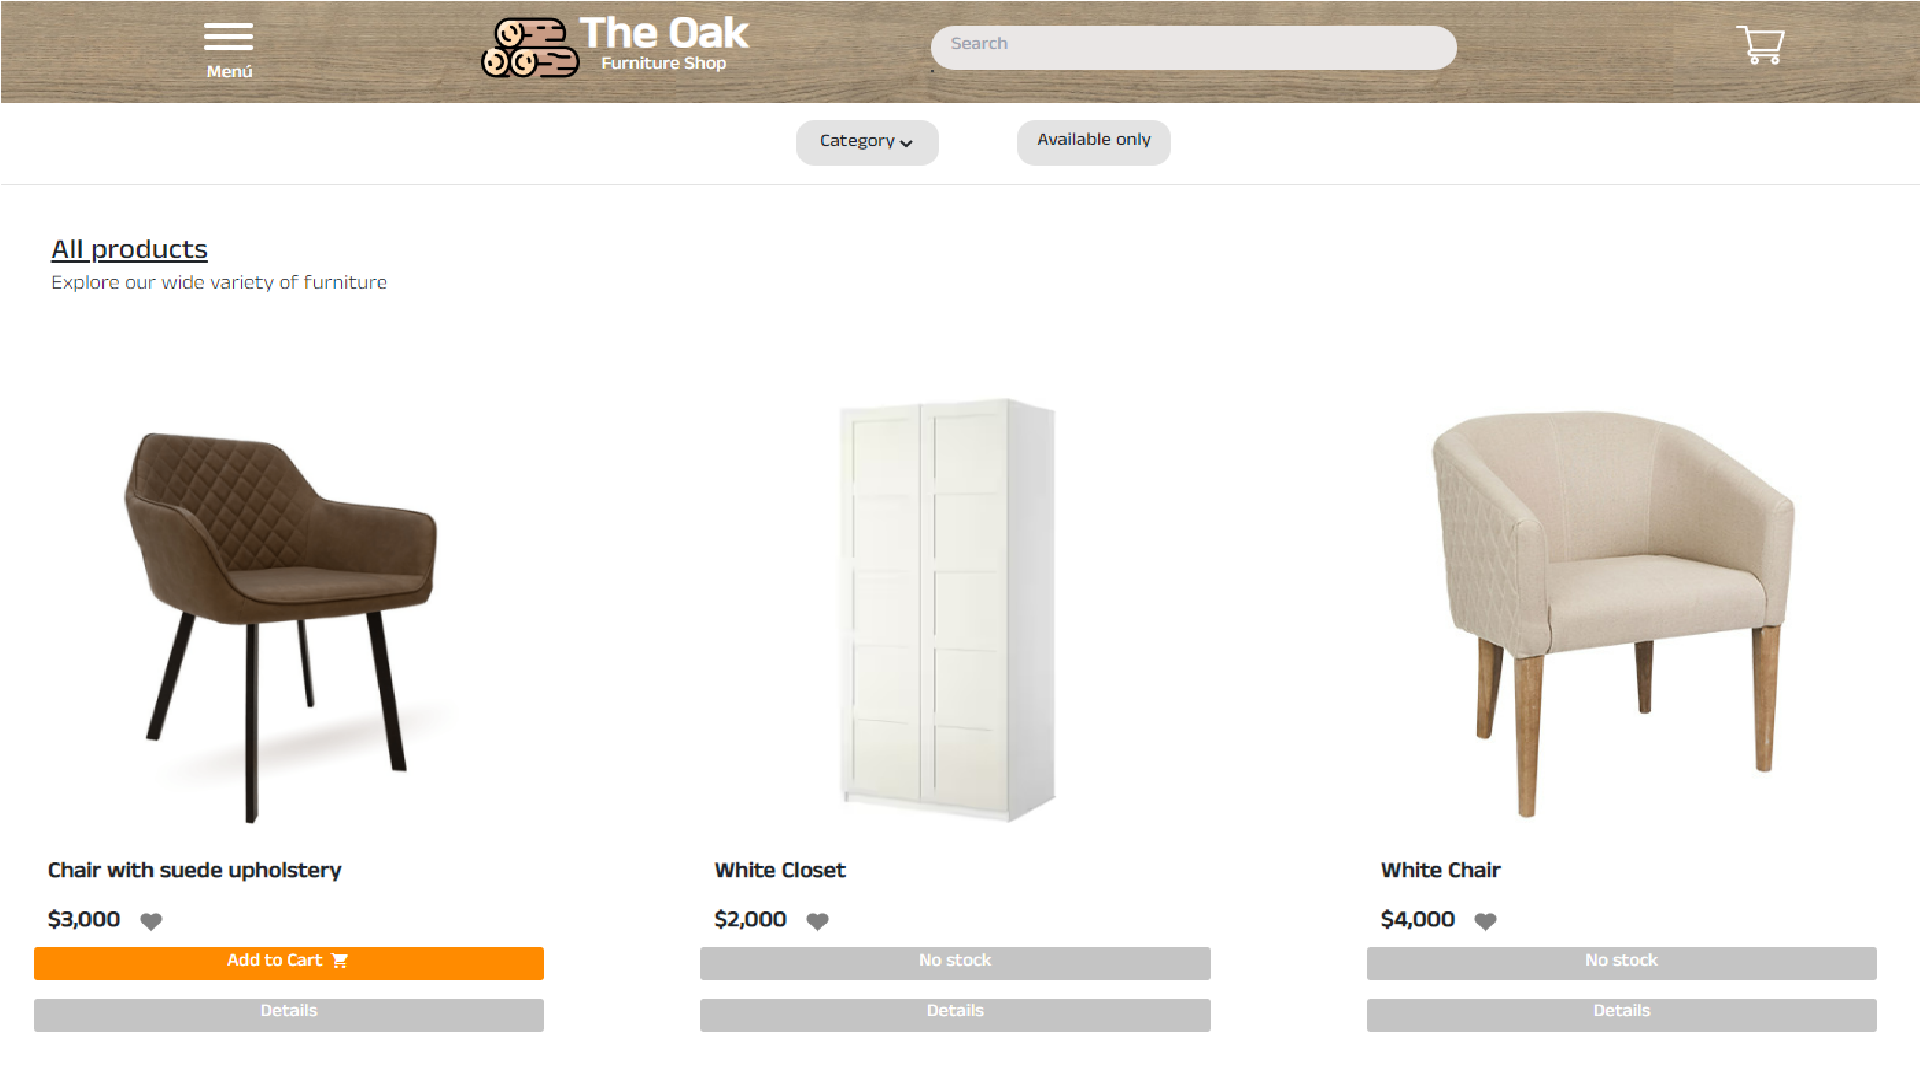 Menú
The Oak
Furniture Shop
Search
Category
Available only
All products
Explore our wide variety of furniture
Chair with suede upholstery
$3,000
Add to Cart
Details
White Closet
$2,000
No stock
Details
White Chair
$4,000
No stock
Details